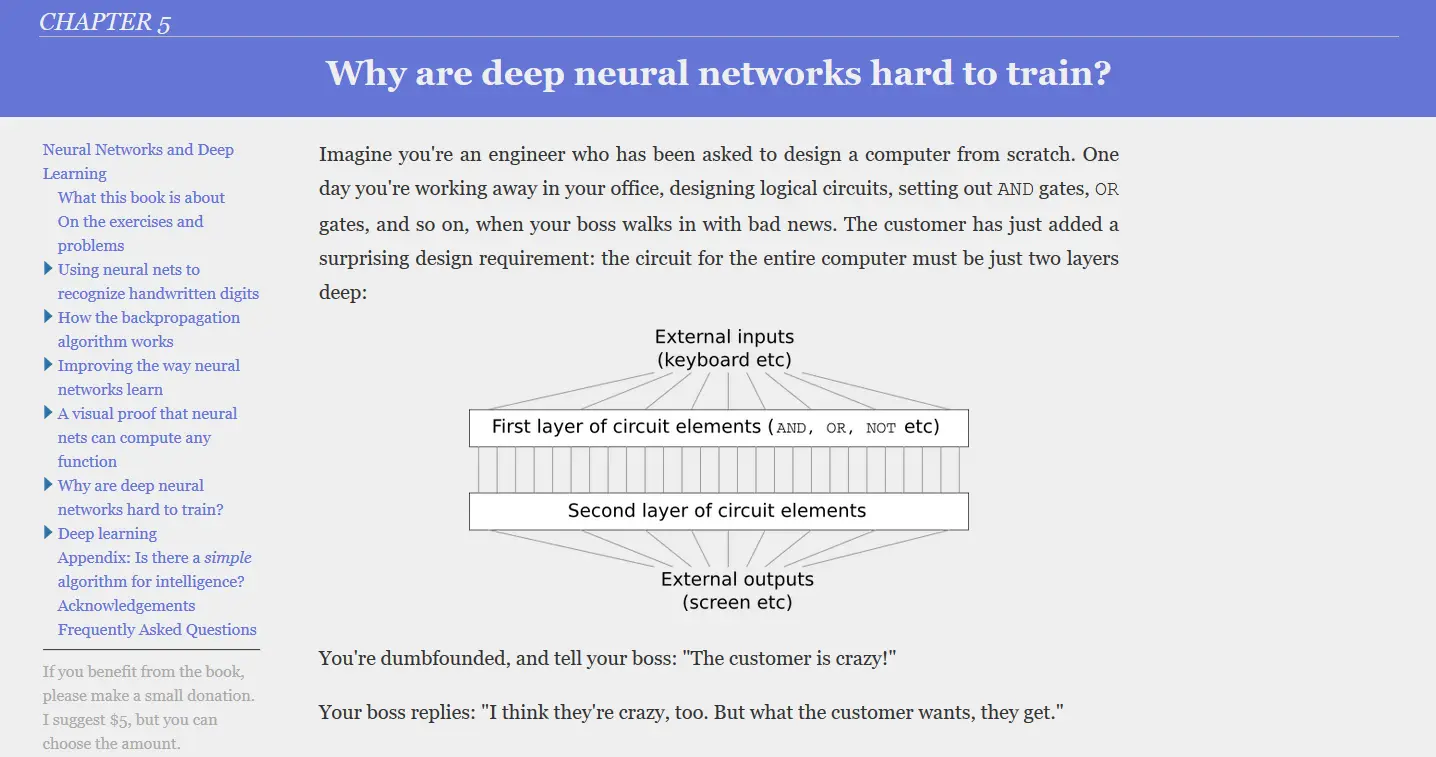 CHAPTER 5
Why are deep neural networks hard to train?
Neural Networks and Deep
Learning
What this book is about
On the exercises and
problems
Using neural nets to
recognize handwritten digits
How the backpropagation
algorithm works
Improving the way neural
networks learn
A visual proof that neural
nets can compute any
function
Why are deep neural
networks hard to train?
Deep learning
Appendix: Is there a simple
algorithm for intelligence?
Acknowledgements
Frequently Asked Questions
If you benefit from the book,
please make a small donation.
I suggest $5, but you can
choose the amount.
Imagine you're an engineer who has been asked to design a computer from scratch. One
day you're working away in your office, designing logical circuits, setting out AND gates, OR
gates, and so on, when your boss walks in with bad news. The customer has just added a
surprising design requirement: the circuit for the entire computer must be just two layers
deep:
External inputs
(keyboard etc)
First layer of circuit elements (AND, OR, NOT etc)
Second layer of circuit elements
External outputs
(screen etc)
You're dumbfounded, and tell your boss: "The customer is crazy!"
Your boss replies: "I think they're crazy, too. But what the customer wants, they get."